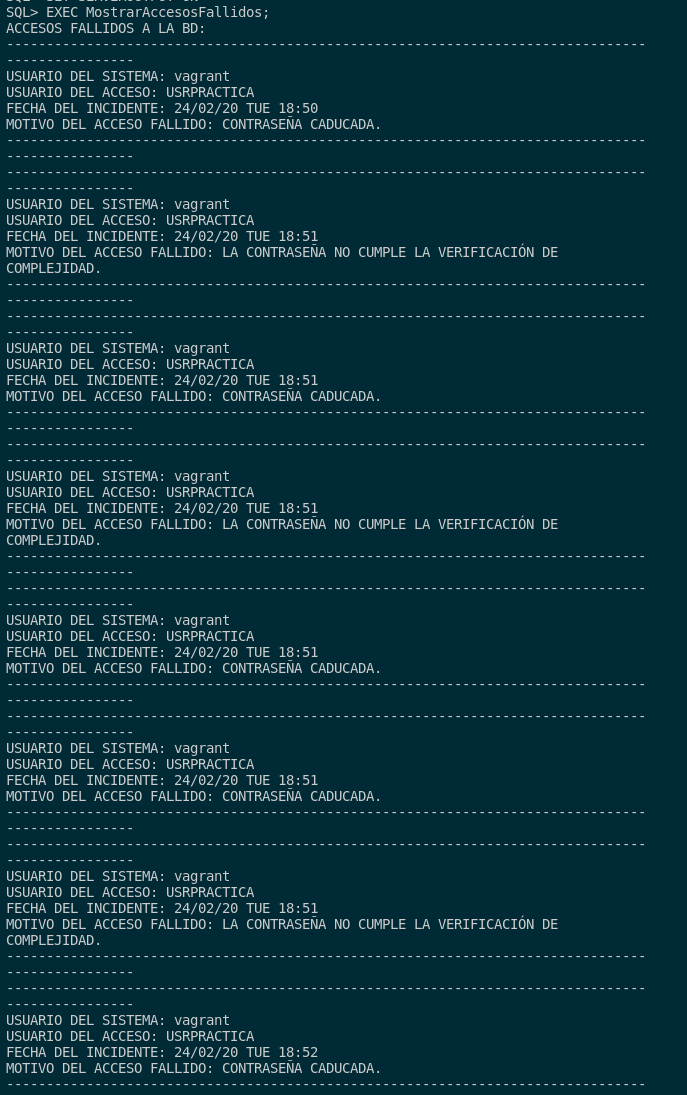 SQL> EXEC MostrarAccesosFallidos;
ACCESOS FALLIDOS A LA BD:
--------------------------------------------------------------------------------
----------------
USUARIO DEL SISTEMA: vagrant
USUARIO DEL ACCESO: USRPRACTICA
FECHA DEL INCIDENTE: 24/02/20 TUE 18:50
MOTIVO DEL ACCESO FALLIDO: CONTRASEÑA CADUCADA.
--------------------------------------------------------------------------------
----------------
--------------------------------------------------------------------------------
----------------
USUARIO DEL SISTEMA: vagrant
USUARIO DEL ACCESO: USRPRACTICA
FECHA DEL INCIDENTE: 24/02/20 TUE 18:51
MOTIVO DEL ACCESO FALLIDO: LA CONTRASEÑA NO CUMPLE LA VERIFICACIÓN DE
COMPLEJIDAD.
--------------------------------------------------------------------------------
----------------
--------------------------------------------------------------------------------
----------------
USUARIO DEL SISTEMA: vagrant
USUARIO DEL ACCESO: USRPRACTICA
FECHA DEL INCIDENTE: 24/02/20 TUE 18:51
MOTIVO DEL ACCESO FALLIDO: CONTRASEÑA CADUCADA.
--------------------------------------------------------------------------------
----------------
--------------------------------------------------------------------------------
----------------
USUARIO DEL SISTEMA: vagrant
USUARIO DEL ACCESO: USRPRACTICA
FECHA DEL INCIDENTE: 24/02/20 TUE 18:51
MOTIVO DEL ACCESO FALLIDO: LA CONTRASEÑA NO CUMPLE LA VERIFICACIÓN DE
COMPLEJIDAD.
--------------------------------------------------------------------------------
----------------
--------------------------------------------------------------------------------
----------------
USUARIO DEL SISTEMA: vagrant
USUARIO DEL ACCESO: USRPRACTICA
FECHA DEL INCIDENTE: 24/02/20 TUE 18:51
MOTIVO DEL ACCESO FALLIDO: CONTRASEÑA CADUCADA.
--------------------------------------------------------------------------------
----------------
--------------------------------------------------------------------------------
----------------
USUARIO DEL SISTEMA: vagrant
USUARIO DEL ACCESO: USRPRACTICA
FECHA DEL INCIDENTE: 24/02/20 TUE 18:51
MOTIVO DEL ACCESO FALLIDO: CONTRASEÑA CADUCADA.
--------------------------------------------------------------------------------
----------------
--------------------------------------------------------------------------------
----------------
USUARIO DEL SISTEMA: vagrant
USUARIO DEL ACCESO: USRPRACTICA
FECHA DEL INCIDENTE: 24/02/20 TUE 18:51
MOTIVO DEL ACCESO FALLIDO: LA CONTRASEÑA NO CUMPLE LA VERIFICACIÓN DE
COMPLEJIDAD.
--------------------------------------------------------------------------------
----------------
--------------------------------------------------------------------------------
----------------
USUARIO DEL SISTEMA: vagrant
USUARIO DEL ACCESO: USRPRACTICA
FECHA DEL INCIDENTE: 24/02/20 TUE 18:52
MOTIVO DEL ACCESO FALLIDO: CONTRASEÑA CADUCADA.
--------------------------------------------------------------------------------